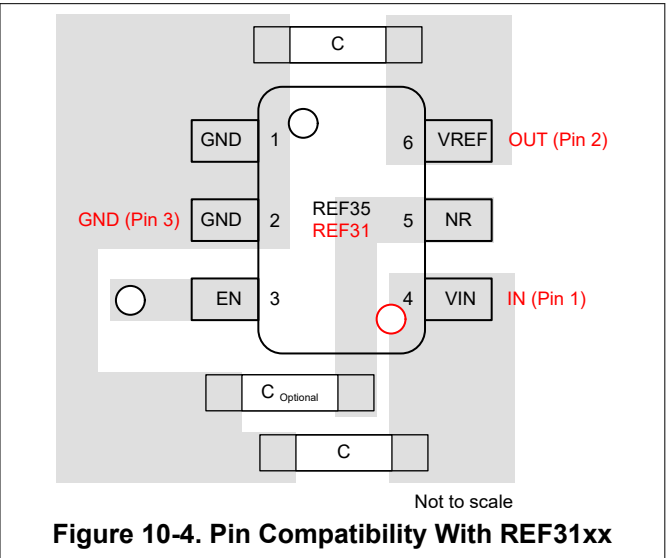 C
GND 1 6 VREF OUT (Pin 2)
GND (Pin 3) GND 2 REF35 5 NR
REF31
EN 3 4 VIN IN (Pin 1)
C Optional
C
Not to scale
Figure 10-4. Pin Compatibility With REF31xx